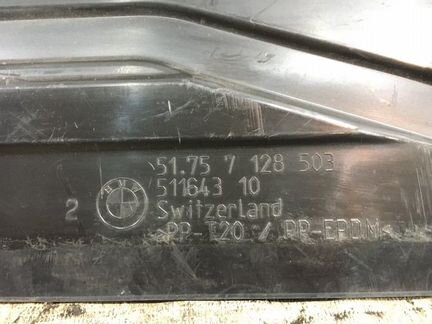 51.75 7 128 503
511643 10
2 BMW Switzerland
>PP-T20</PP-EPDM<